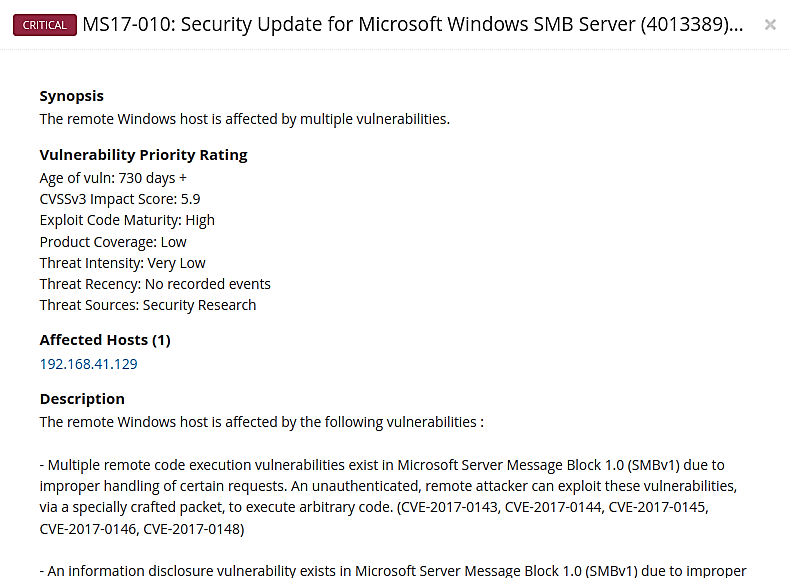 CRITICAL MS17-010: Security Update for Microsoft Windows SMB Server (4013389)... ×
Synopsis
The remote Windows host is affected by multiple vulnerabilities.
Vulnerability Priority Rating
Age of vuln: 730 days +
CVSSv3 Impact Score: 5.9
Exploit Code Maturity: High
Product Coverage: Low
Threat Intensity: Very Low
Threat Recency: No recorded events
Threat Sources: Security Research
Affected Hosts (1)
192.168.41.129
Description
The remote Windows host is affected by the following vulnerabilities :
- Multiple remote code execution vulnerabilities exist in Microsoft Server Message Block 1.0 (SMBv1) due to
improper handling of certain requests. An unauthenticated, remote attacker can exploit these vulnerabilities,
via a specially crafted packet, to execute arbitrary code. (CVE-2017-0143, CVE-2017-0144, CVE-2017-0145,
CVE-2017-0146, CVE-2017-0148)
- An information disclosure vulnerability exists in Microsoft Server Message Block 1.0 (SMBv1) due to improper